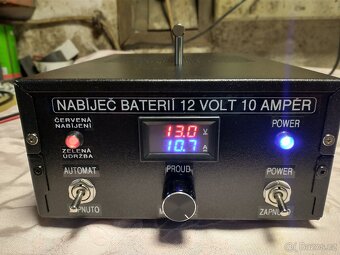 NABÍJEČ BATERIÍ 12 VOLT 10 AMPÉR
ČERVENÁ
NABÍJENÍ
13.0 V
10.7 A
POWER
ZELENÁ
ÚDRŽBA
AUTOMAT
PROUD
POWER
ZAPNUTO